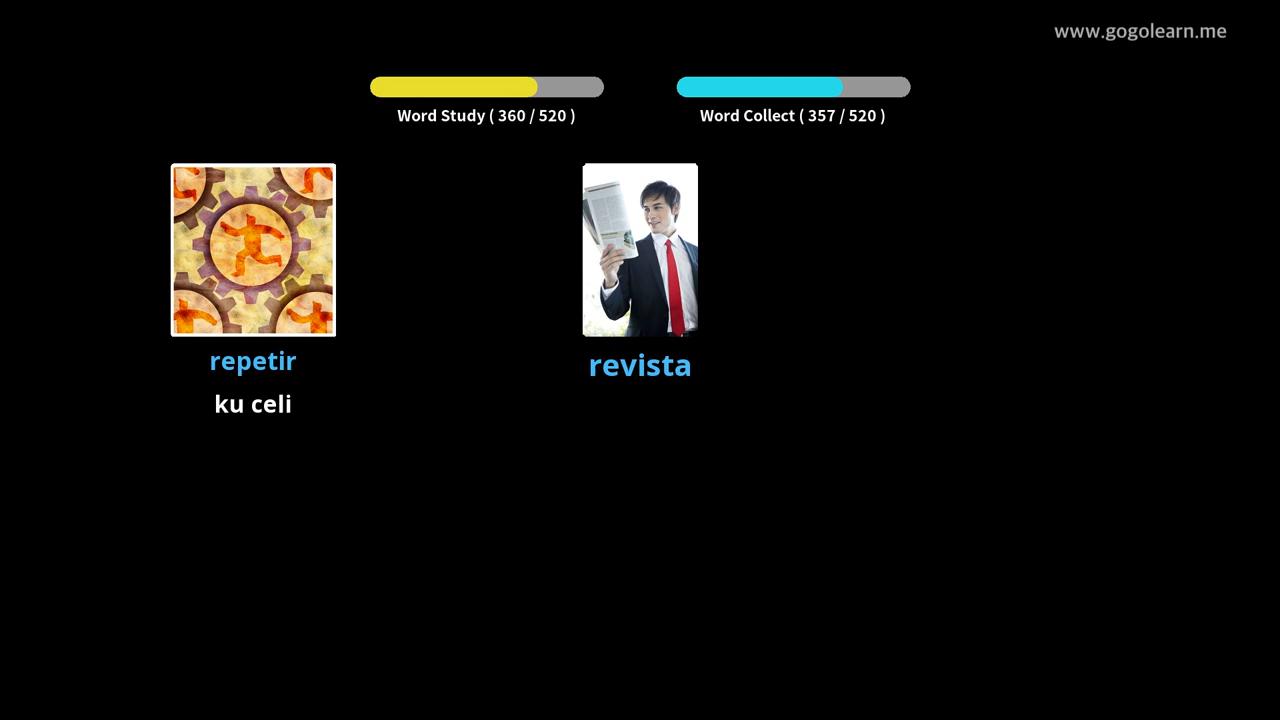 www.gogolearn.me
Word Study ( 360 / 520 )
Word Collect ( 357 / 520 )
repetir
ku celi
revista